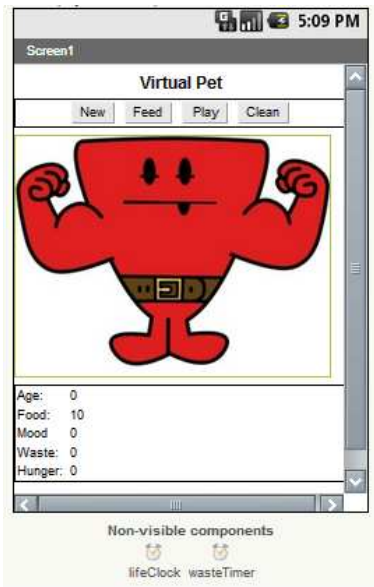 5:09 PM
Screen1
Virtual Pet
New Feed Play Clean
Age: 0
Food: 10
Mood 0
Waste: 0
Hunger: 0
Non-visible components
lifeClock wasteTimer